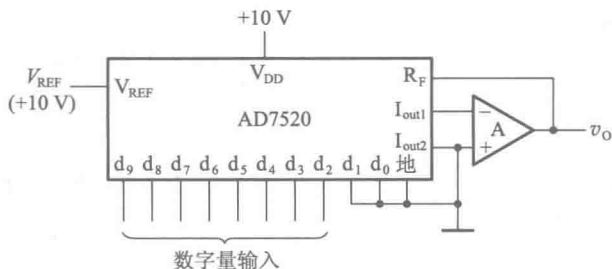 +10 V
V_REF
(+10 V)
V_REF
V_DD
R_F
I_out1
AD7520
I_out2
A
−
+
v_O
d₉ d₈ d₇ d₆ d₅ d₄ d₃ d₂ d₁ d₀ 地
数字量输入